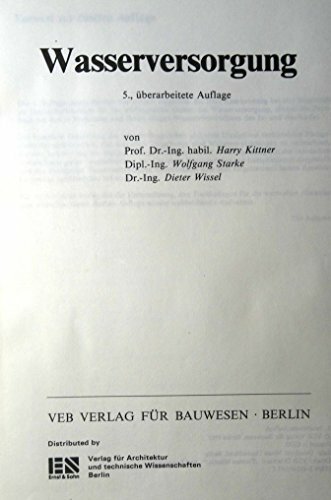 Wasserversorgung
5., überarbeitete Auflage
von
Prof. Dr.-Ing. habil. Harry Kittner
Dipl.-Ing. Wolfgang Starke
Dr.-Ing. Dieter Wissel
VEB VERLAG FÜR BAUWESEN · BERLIN
Distributed by
Ernst & Sohn
Verlag für Architektur
und technische Wissenschaften
Berlin